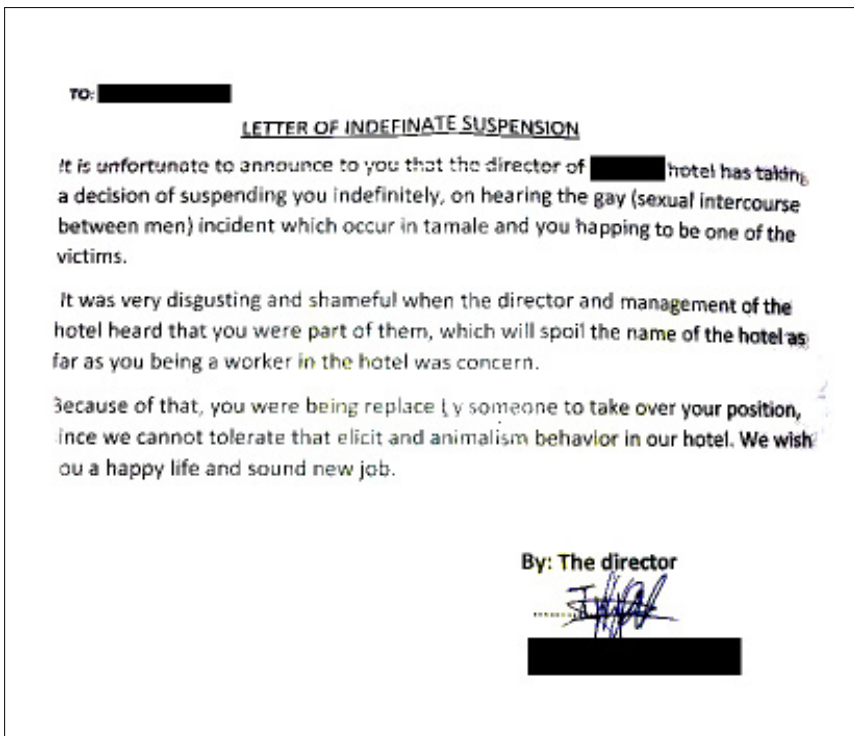 TO:
LETTER OF INDEFINATE SUSPENSION
It is unfortunate to announce to you that the director of hotel has taking
a decision of suspending you indefinitely, on hearing the gay (sexual intercourse
between men) incident which occur in tamale and you happing to be one of the
victims.
It was very disgusting and shameful when the director and management of the
hotel heard that you were part of them, which will spoil the name of the hotel as
far as you being a worker in the hotel was concern.
Because of that, you were being replace by someone to take over your position,
ince we cannot tolerate that elicit and animalism behavior in our hotel. We wish
ou a happy life and sound new job.
By: The director